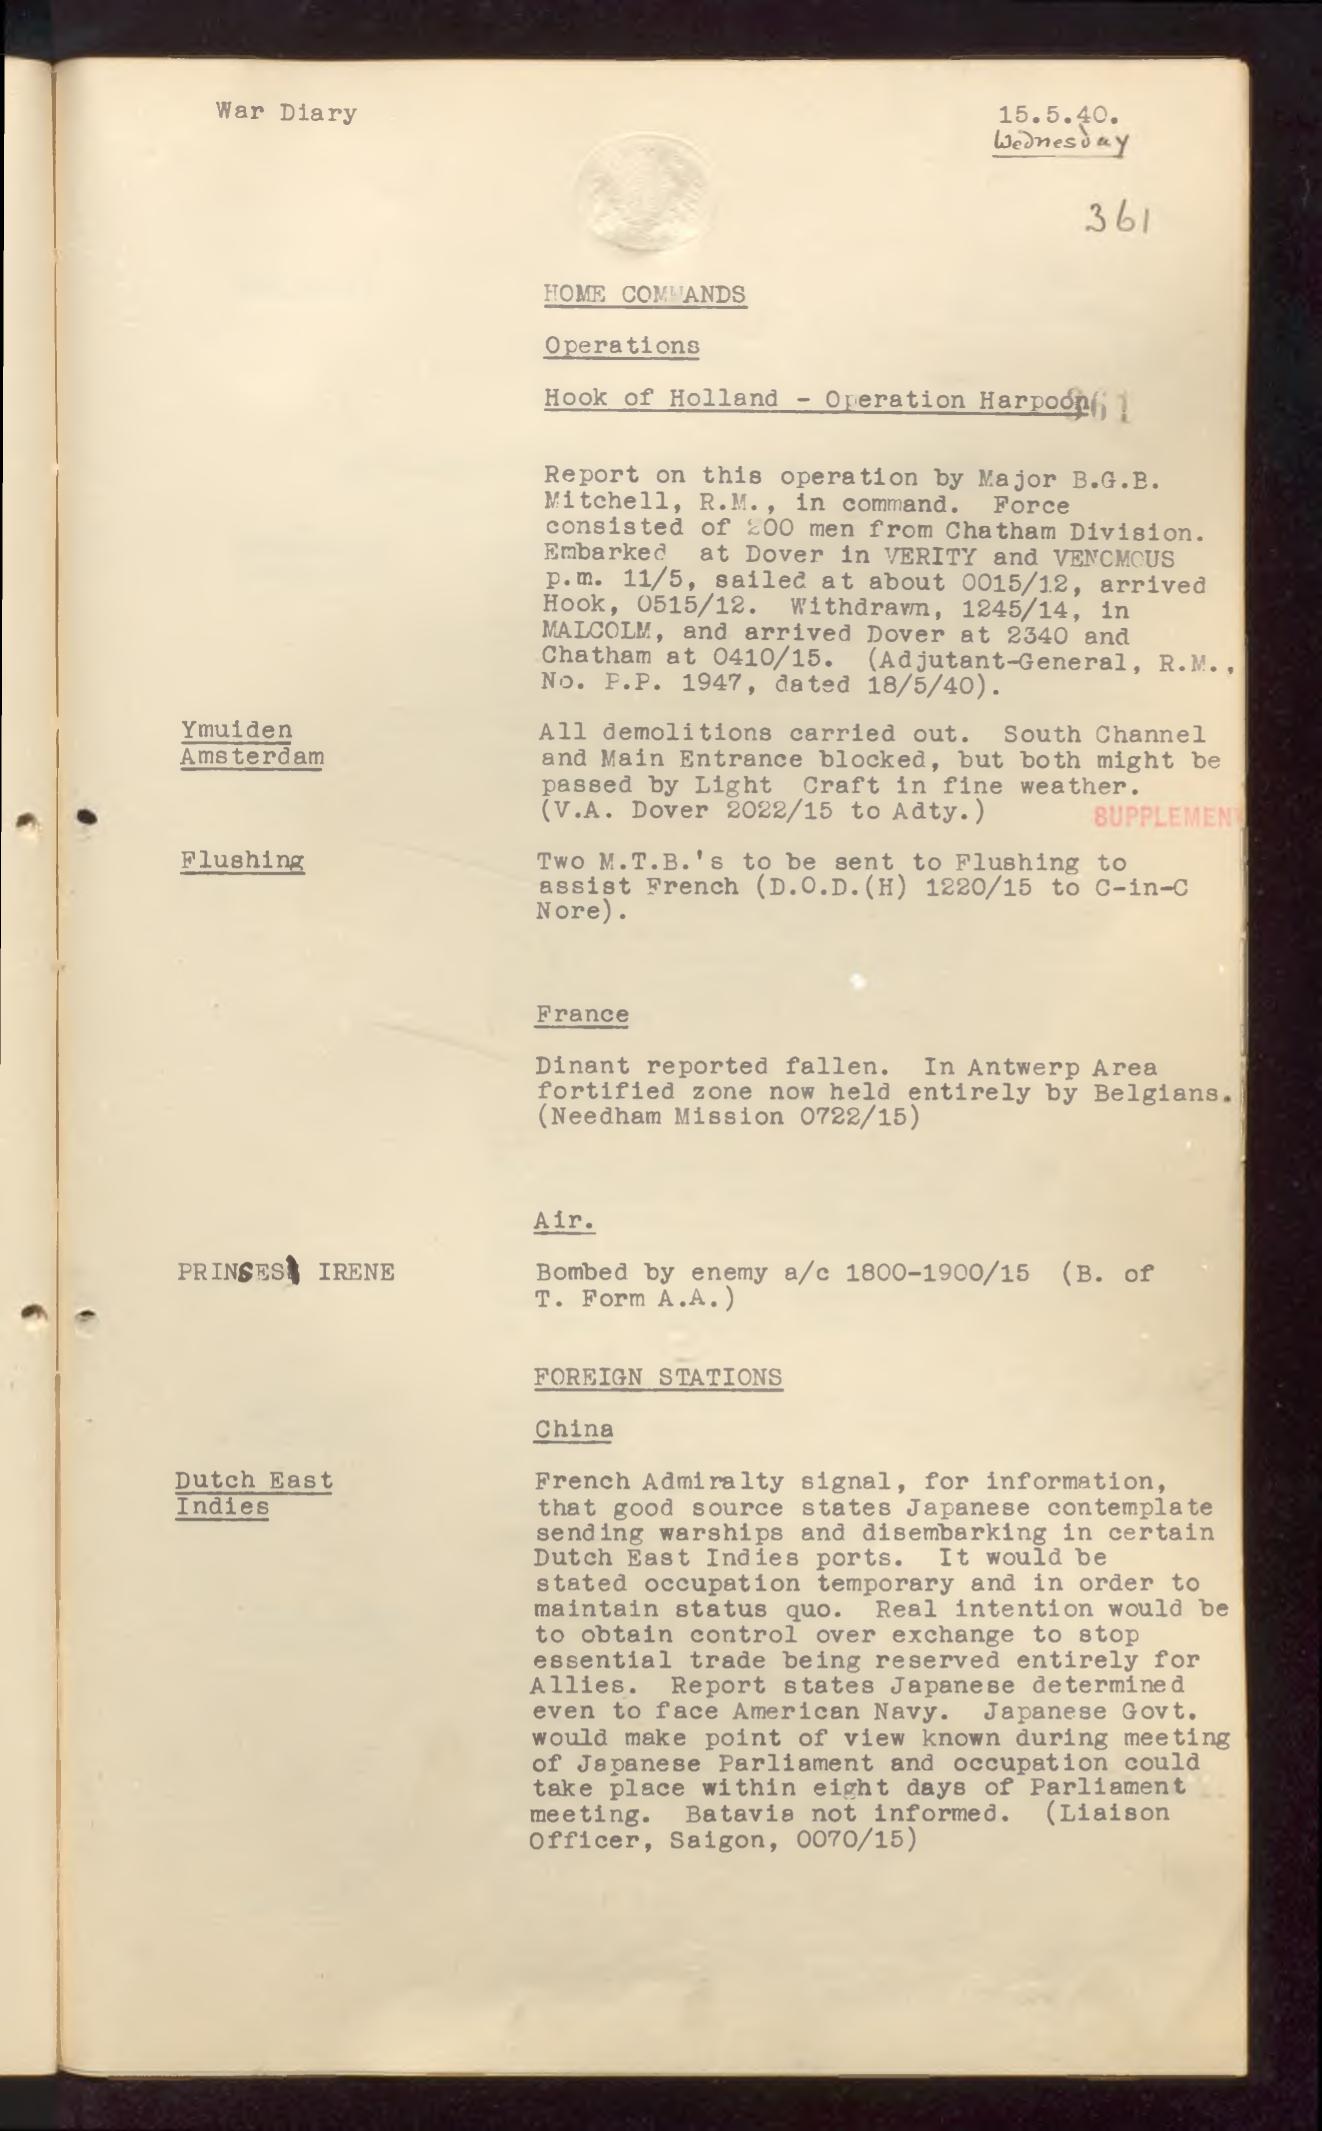 War Diary
15.5.40.
Wednesday
361
HOME COMMANDS
Operations
Hook of Holland - Operation Harpoon
361
Report on this operation by Major B.G.B.
Mitchell, R.M., in command. Force
consisted of 200 men from Chatham Division.
Embarked at Dover in VERITY and VENOMOUS
p.m. 11/5, sailed at about 0015/12, arrived
Hook, 0515/12. Withdrawn, 1245/14, in
MALCOLM, and arrived Dover at 2340 and
Chatham at 0410/15. (Adjutant-General, R.M.,
No. P.P. 1947, dated 18/5/40).
Ymuiden
Amsterdam
All demolitions carried out. South Channel
and Main Entrance blocked, but both might be
passed by Light Craft in fine weather.
(V.A. Dover 2022/15 to Adty.)
SUPPLEMENT
Flushing
Two M.T.B.'s to be sent to Flushing to
assist French (D.O.D.(H) 1220/15 to C-in-C
Nore).
France
Dinant reported fallen. In Antwerp Area
fortified zone now held entirely by Belgians.
(Needham Mission 0722/15)
Air.
PRINSES IRENE
Bombed by enemy a/c 1800-1900/15 (B. of
T. Form A.A.)
FOREIGN STATIONS
China
Dutch East
Indies
French Admiralty signal, for information,
that good source states Japanese contemplate
sending warships and disembarking in certain
Dutch East Indies ports. It would be
stated occupation temporary and in order to
maintain status quo. Real intention would be
to obtain control over exchange to stop
essential trade being reserved entirely for
Allies. Report states Japanese determined
even to face American Navy. Japanese Govt.
would make point of view known during meeting
of Japanese Parliament and occupation could
take place within eight days of Parliament
meeting. Batavia not informed. (Liaison
Officer, Saigon, 0070/15)